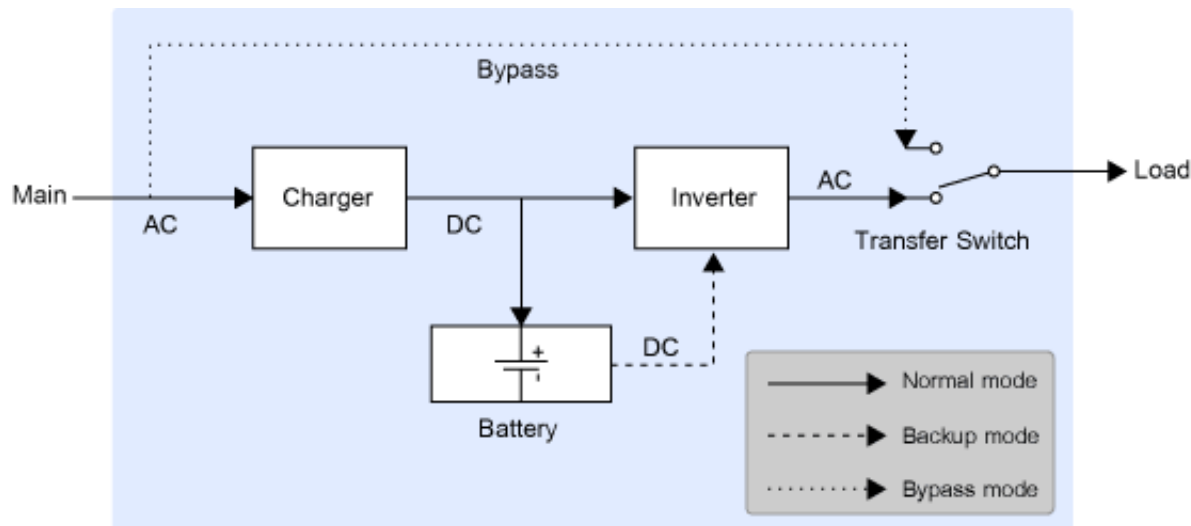 Bypass
Main
AC
Charger
DC
Inverter
AC
Load
Transfer Switch
+
-
DC
Battery
Normal mode
Backup mode
Bypass mode